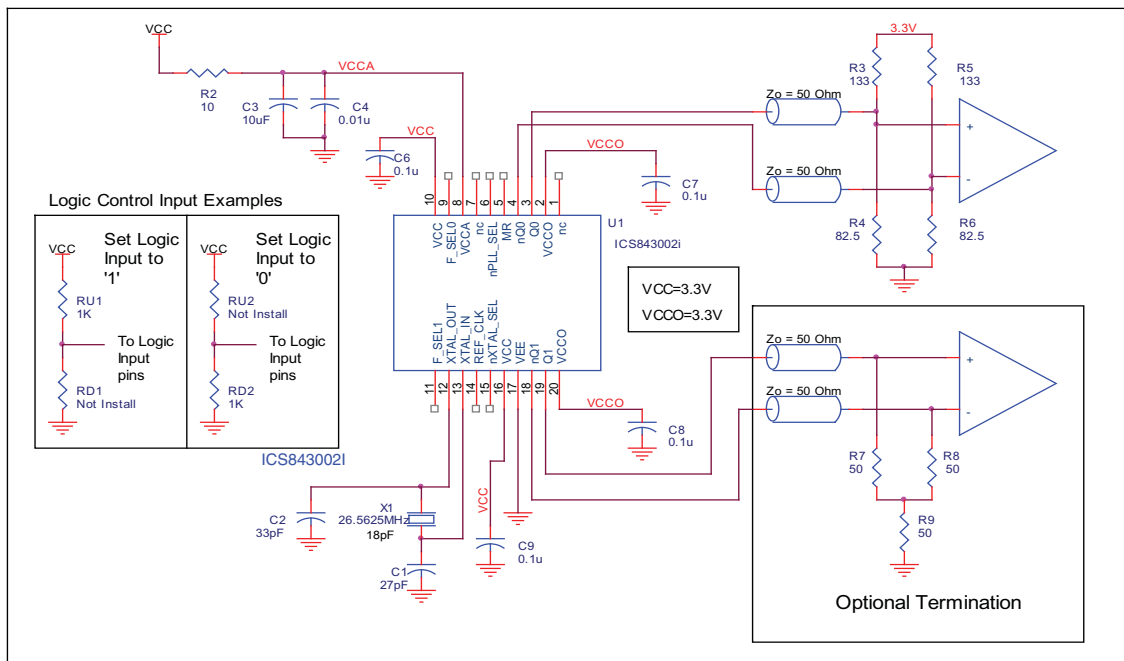 VCC
R2
10
VCCA
C3
10uF
C4
0.01u
VCC
C6
0.1u
VCCO
C7
0.1u
3.3V
R3
133
R5
133
Zo = 50 Ohm
Zo = 50 Ohm
+
-
R4
82.5
R6
82.5
10
9
8
7
6
5
4
3
2
1
VCC
F_SEL0
VCCA
nc
nPLL_SEL
MR
nQ0
Q0
VCCO
nc
U1
ICS843002i
F_SEL1
XTAL_OUT
XTAL_IN
REF_CLK
nXTAL_SEL
VCC
VEE
nQ1
Q1
VCCO
11
12
13
14
15
16
17
18
19
20
Logic Control Input Examples
Set Logic
Input to
'1'
VCC
RU1
1K
To Logic
Input
pins
RD1
Not Install
Set Logic
Input to
'0'
VCC
RU2
Not Install
To Logic
Input
pins
RD2
1K
ICS843002I
VCC=3.3V
VCCO=3.3V
VCCO
C8
0.1u
C2
33pF
X1
26.5625MHz
18pF
C1
27pF
VCC
C9
0.1u
Zo = 50 Ohm
Zo = 50 Ohm
+
-
R7
50
R8
50
R9
50
Optional Termination